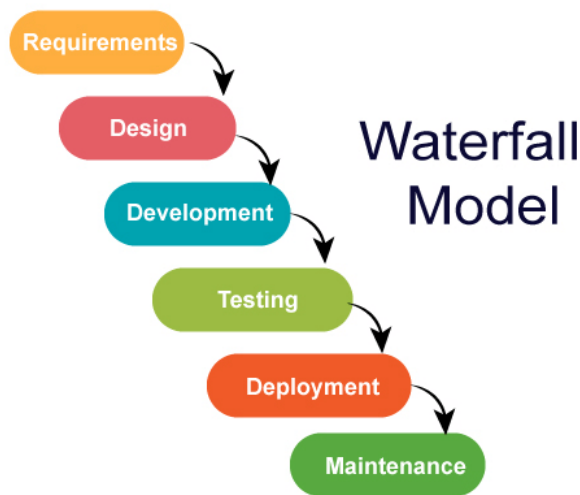 Requirements
Design
Waterfall
Model
Development
Testing
Deployment
Maintenance